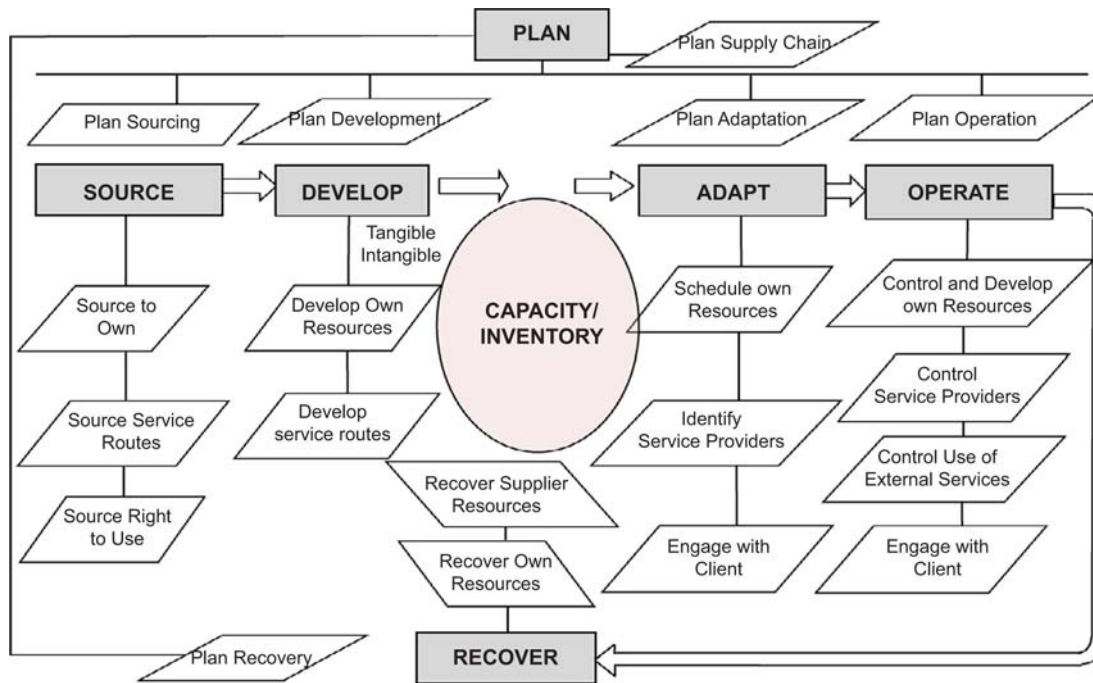 PLAN
Plan Supply Chain
Plan Sourcing
Plan Development
Plan Adaptation
Plan Operation
SOURCE
DEVELOP
ADAPT
OPERATE
Tangible
Intangible
Source to
Own
Develop Own
Resources
CAPACITY/
INVENTORY
Schedule own
Resources
Control and Develop
own Resources
Source Service
Routes
Develop
service routes
Identify
Service Providers
Control
Service Providers
Source Right
to Use
Recover Supplier
Resources
Control Use of
External Services
Recover Own
Resources
Engage with
Client
Engage with
Client
Plan Recovery
RECOVER